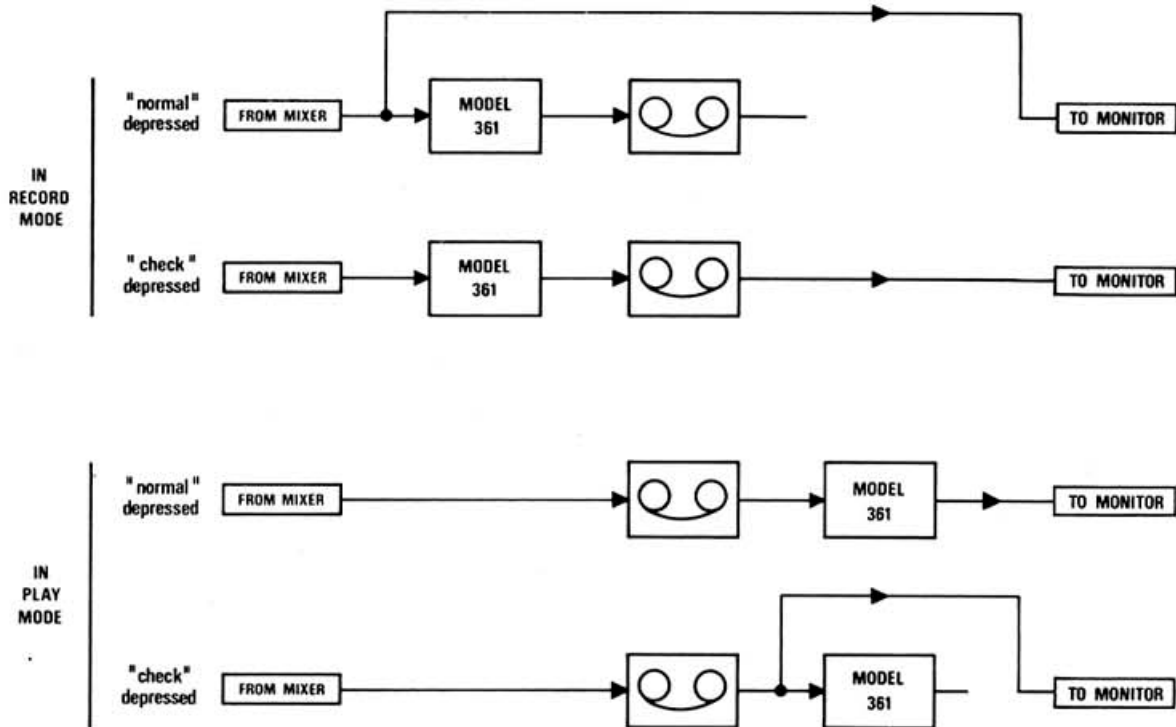 "normal"
depressed
FROM MIXER
MODEL
361
TO MONITOR
IN
RECORD
MODE
"check"
depressed
FROM MIXER
MODEL
361
TO MONITOR
"normal"
depressed
FROM MIXER
MODEL
361
TO MONITOR
IN
PLAY
MODE
"check"
depressed
FROM MIXER
MODEL
361
TO MONITOR